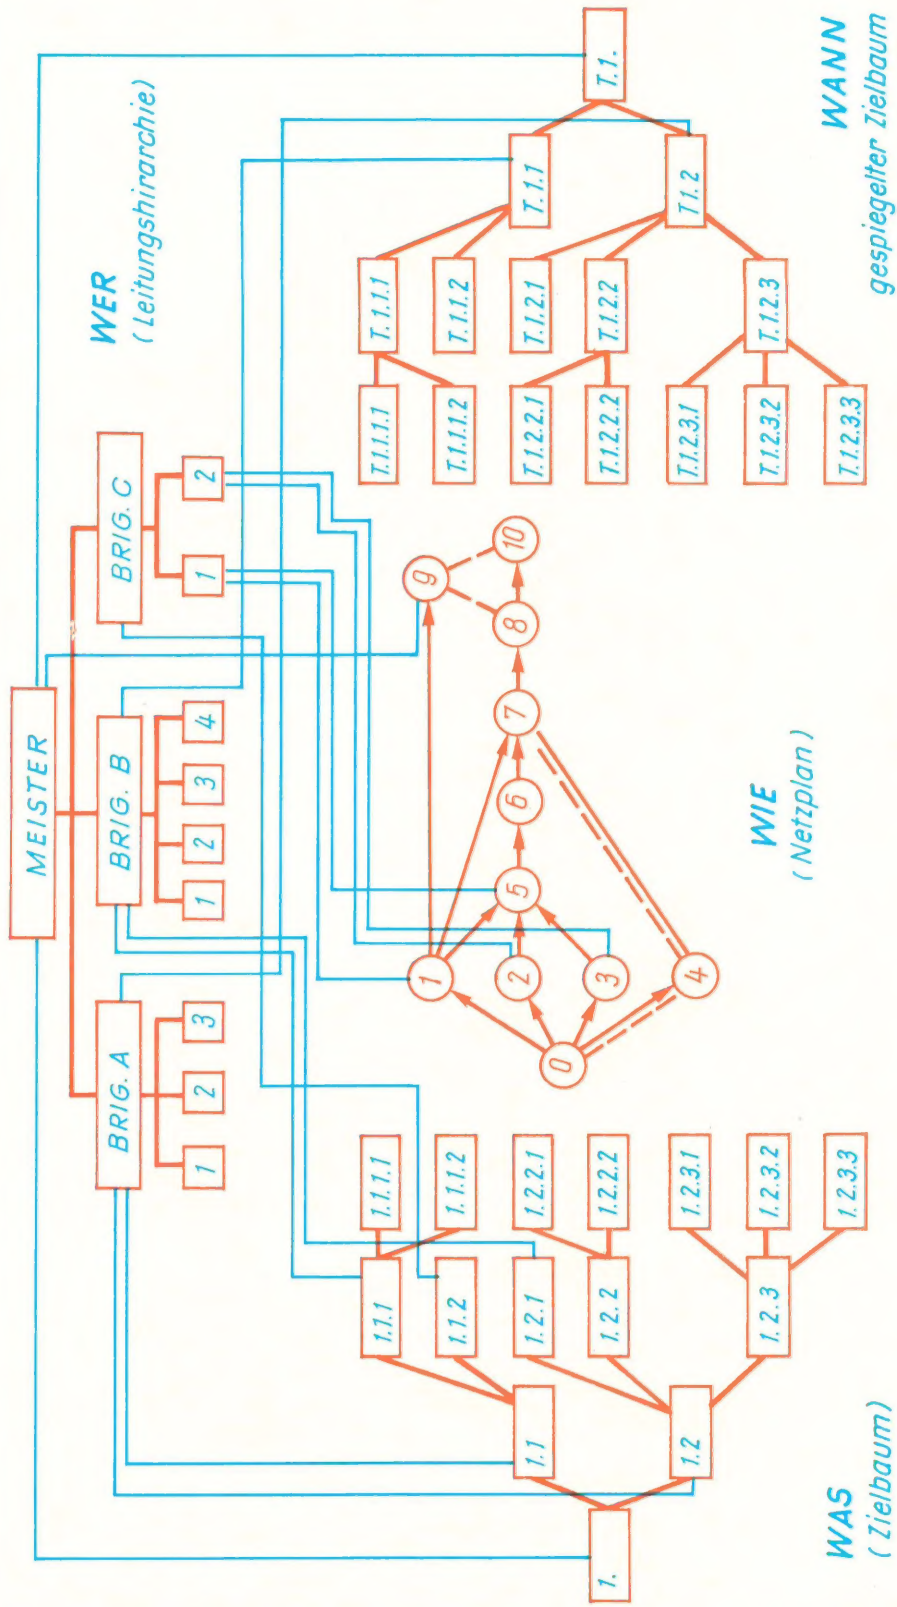 MEISTER
BRIG. A
BRIG. B
BRIG. C
1
2
3
1
2
3
4
1
2
WER
(Leitungshirarchie)
1.
1.1
1.2
1.1.1
1.1.2
1.2.1
1.2.2
1.2.3
1.1.1.1
1.1.1.2
1.2.2.1
1.2.2.2
1.2.3.1
1.2.3.2
1.2.3.3
WAS
(Zielbaum)
0
1
2
3
4
5
6
7
8
9
10
WIE
(Netzplan)
T.1.1.1.1
T.1.1.1.2
T.1.2.2.1
T.1.2.2.2
T.1.2.3.1
T.1.2.3.2
T.1.2.3.3
T.1.1.1
T.1.1.2
T.1.2.1
T.1.2.2
T.1.2.3
T.1.1
T1.2
T.1.
WANN
gespiegelter Zielbaum